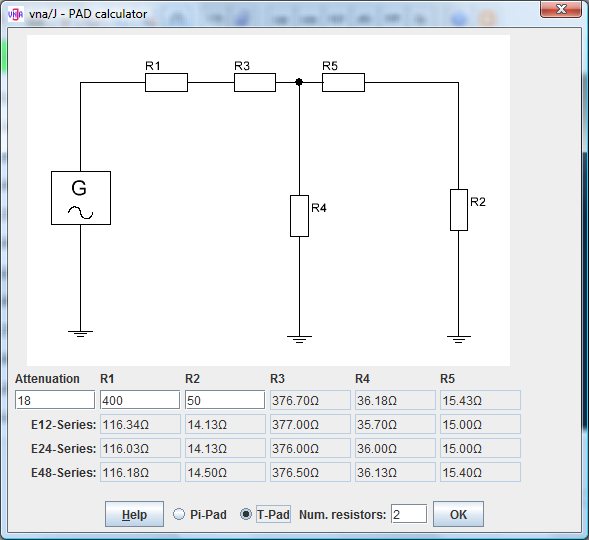 vna/J - PAD calculator
R1 R3 R5
G
R4 R2
Attenuation R1 R2 R3 R4 R5
18 400 50 376.70Ω 36.18Ω 15.43Ω
E12-Series: 116.34Ω 14.13Ω 377.00Ω 35.70Ω 15.00Ω
E24-Series: 116.03Ω 14.13Ω 376.00Ω 36.00Ω 15.00Ω
E48-Series: 116.18Ω 14.50Ω 376.50Ω 36.13Ω 15.40Ω
Help Pi-Pad T-Pad Num. resistors: 2 OK